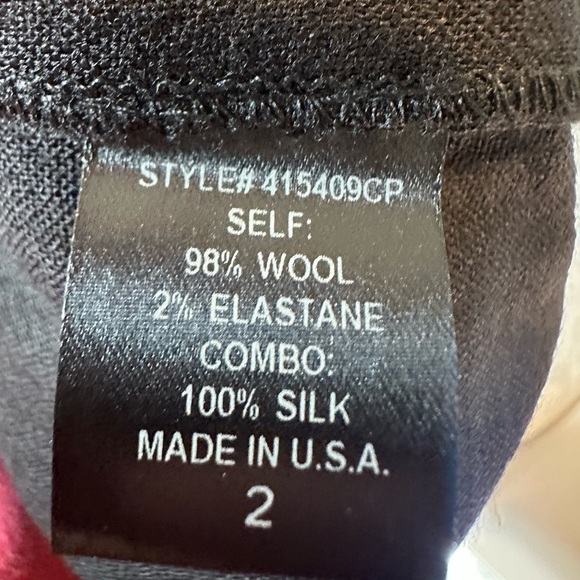 STYLE# 415409CP
SELF:
98% WOOL
2% ELASTANE
COMBO:
100% SILK
MADE IN U.S.A.
2